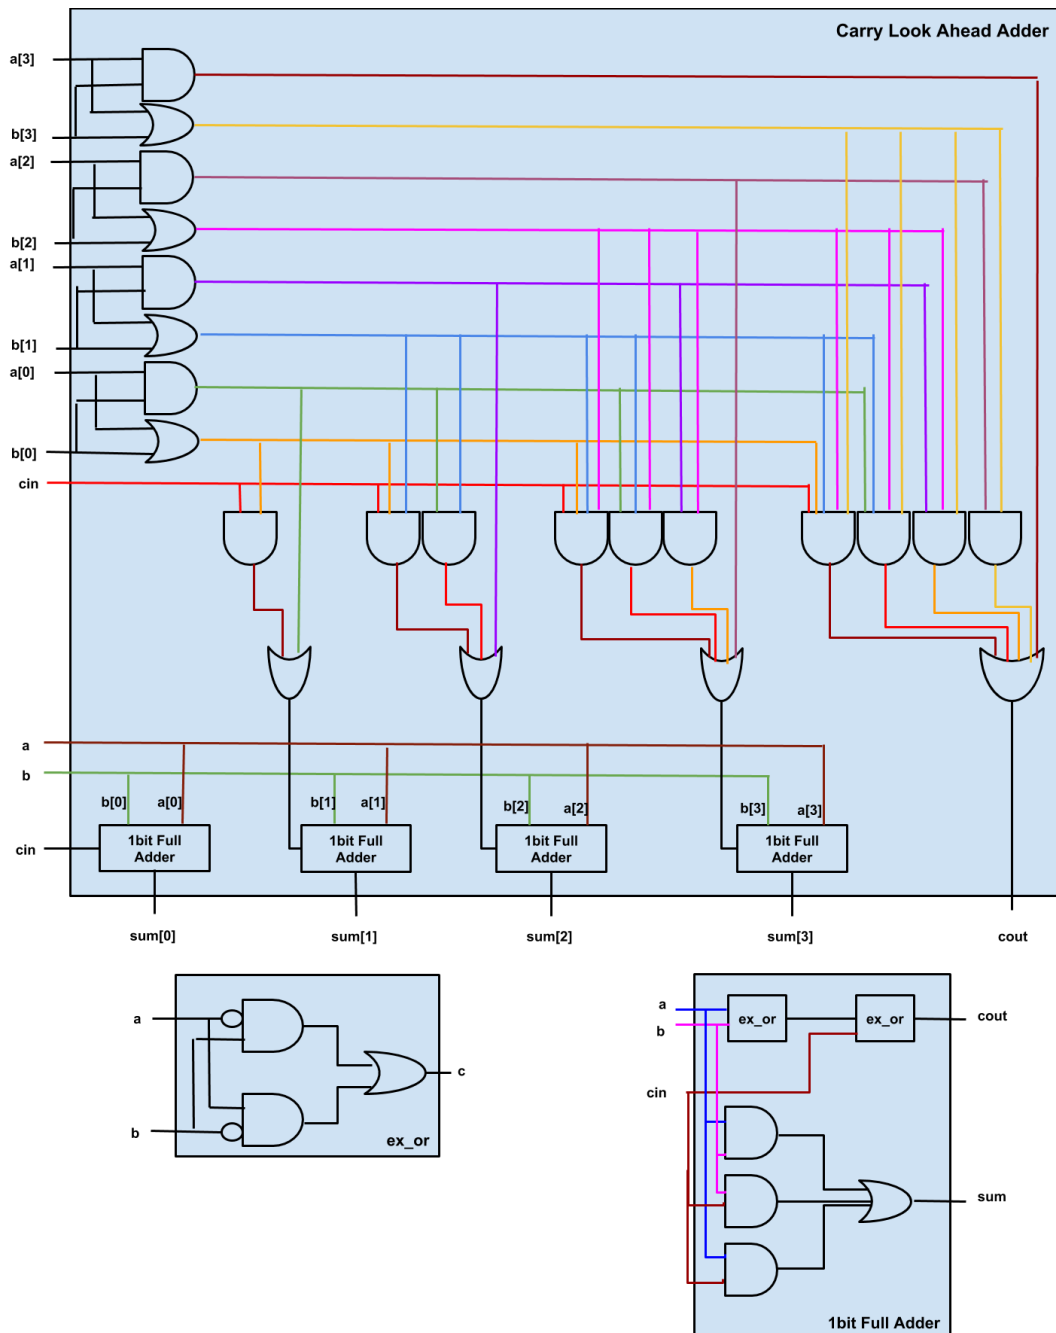 Carry Look Ahead Adder
a[3]
b[3]
a[2]
b[2]
a[1]
b[1]
a[0]
b[0]
cin
a
b
b[0]
a[0]
b[1]
a[1]
b[2]
a[2]
b[3]
a[3]
cin
1bit Full
Adder
1bit Full
Adder
1bit Full
Adder
1bit Full
Adder
sum[0]
sum[1]
sum[2]
sum[3]
cout
a
b
c
ex_or
a
b
cin
ex_or
ex_or
cout
sum
1bit Full Adder